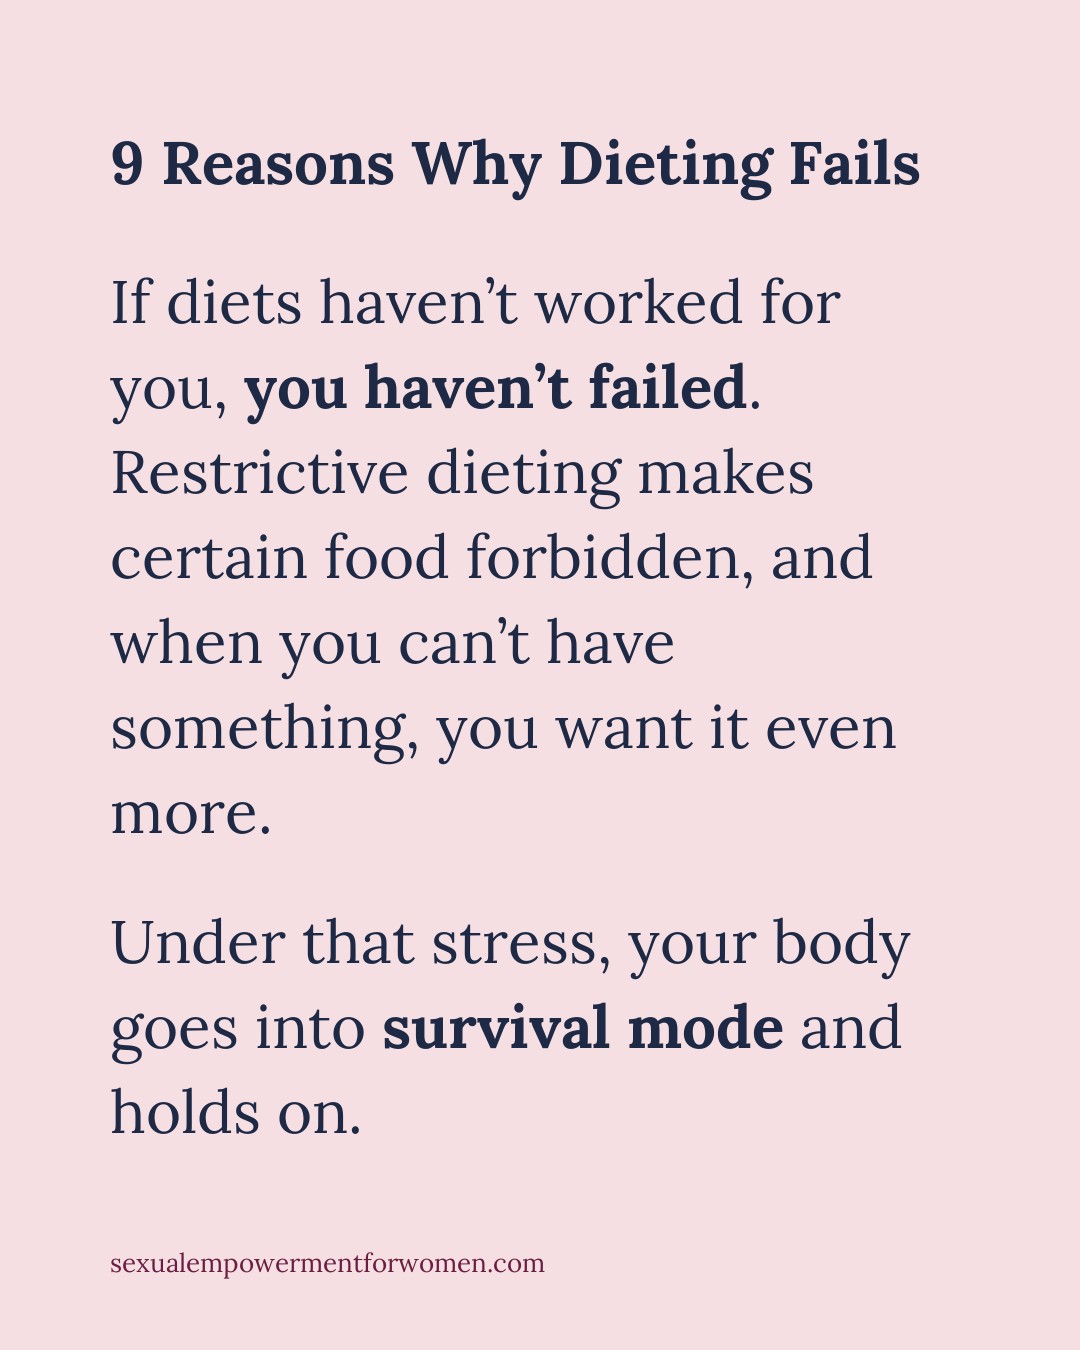 9 Reasons Why Dieting Fails
If diets haven’t worked for
you, you haven’t failed.
Restrictive dieting makes
certain food forbidden, and
when you can’t have
something, you want it even
more.
Under that stress, your body
goes into survival mode and
holds on.
sexualempowermentforwomen.com